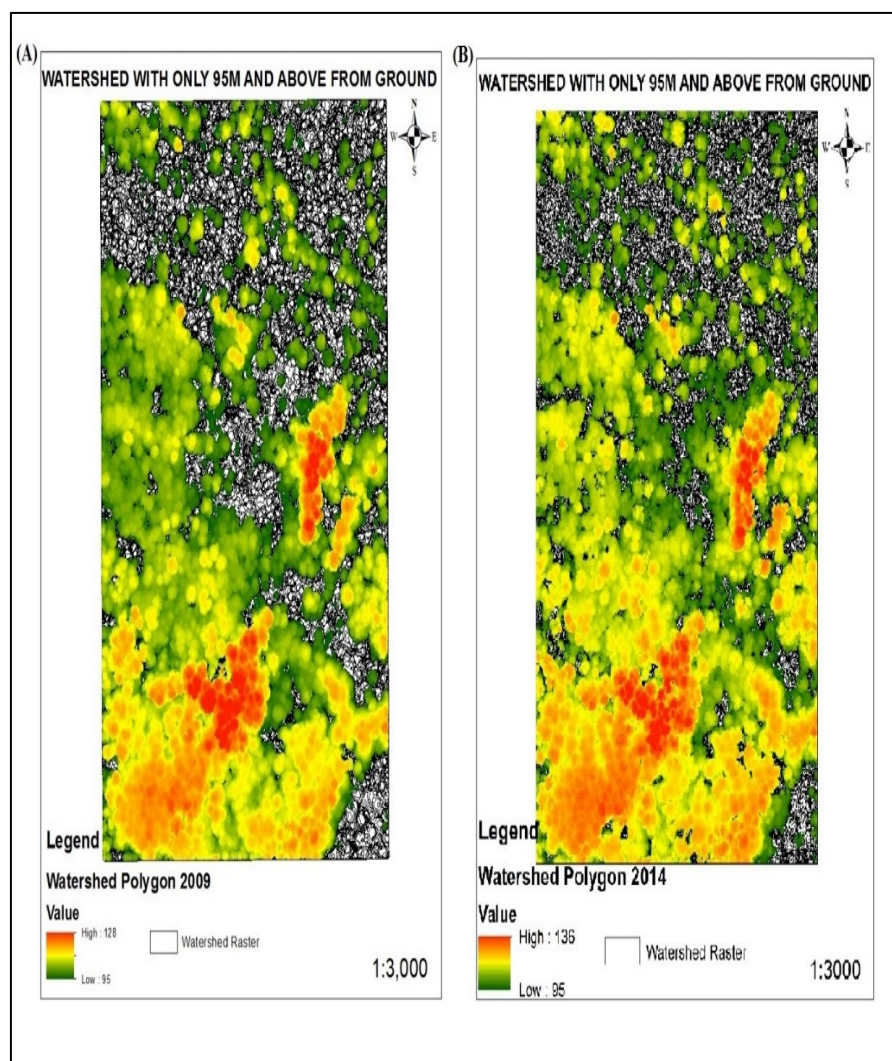 (A)
WATERSHED WITH ONLY 95M AND ABOVE FROM GROUND
N
W E
S
Legend
Watershed Polygon 2009
Value
High : 128
Low : 95
Watershed Raster
1:3,000
(B)
WATERSHED WITH ONLY 95M AND ABOVE FROM GROUND
N
W E
S
Legend
Watershed Polygon 2014
Value
High : 136
Low : 95
Watershed Raster
1:3000